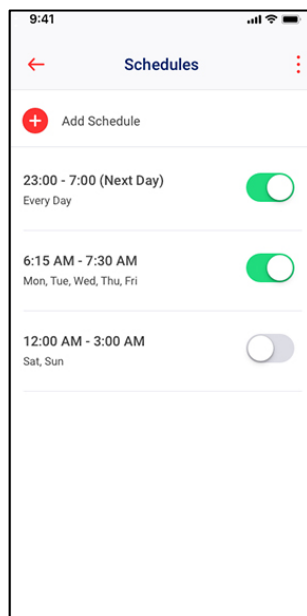 9:41
Schedules
Add Schedule
23:00 - 7:00 (Next Day)
Every Day
6:15 AM - 7:30 AM
Mon, Tue, Wed, Thu, Fri
12:00 AM - 3:00 AM
Sat, Sun